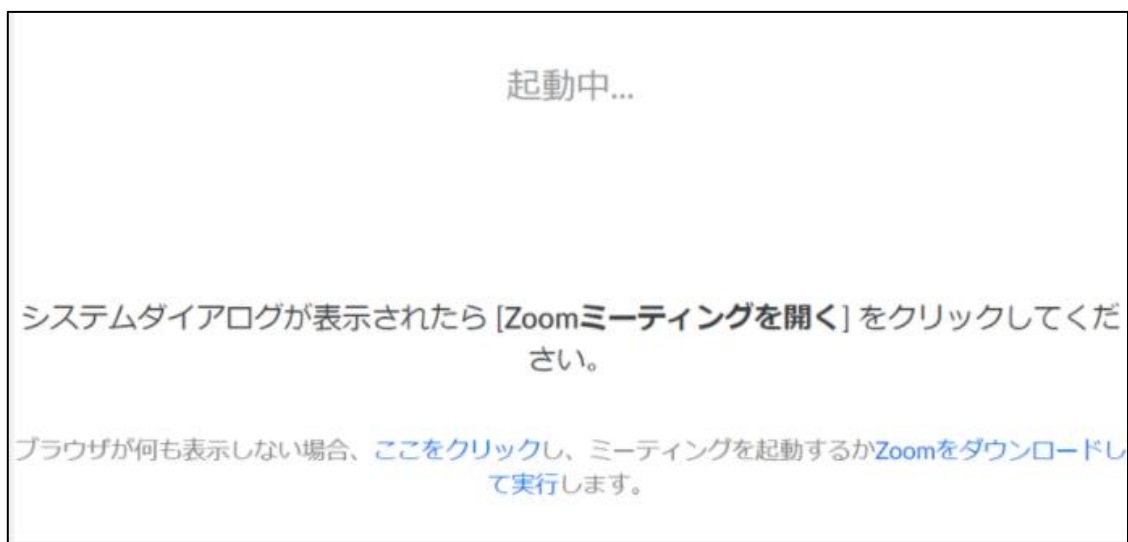 起動中...
システムダイアログが表示されたら [Zoomミーティングを開く] をクリックしてくだ
さい。
ブラウザが何も表示しない場合、ここをクリックし、ミーティングを起動するかZoomをダウンロードし
て実行します。